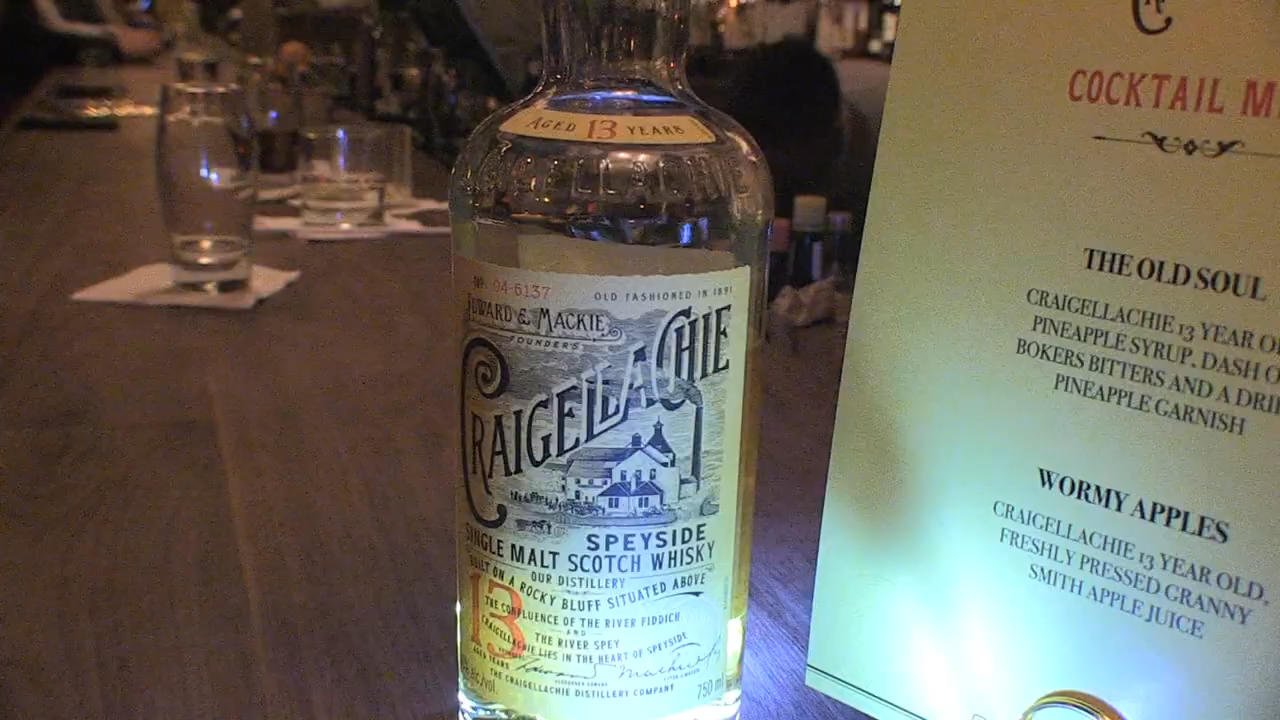 AGED 13 YEARS
No. 94-6137
OLD FASHIONED IN 1891
EDWARD & MACKIE
FOUNDERS
CRAIGELLACHIE
SPEYSIDE
SINGLE MALT SCOTCH WHISKY
OUR DISTILLERY
BUILT ON A ROCKY BLUFF SITUATED ABOVE
THE CONFLUENCE OF THE RIVER FIDDICH
AND
THE RIVER SPEY
CRAIGELLACHIE LIES IN THE HEART OF SPEYSIDE
13
AGED YEARS
THE CRAIGELLACHIE DISTILLERY COMPANY
750 ml
COCKTAIL M
THE OLD SOUL
CRAIGELLACHIE 13 YEAR O
PINEAPPLE SYRUP, DASH O
BOKERS BITTERS AND A DRI
PINEAPPLE GARNISH
WORMY APPLES
CRAIGELLACHIE 13 YEAR OLD,
FRESHLY PRESSED GRANNY
SMITH APPLE JUICE